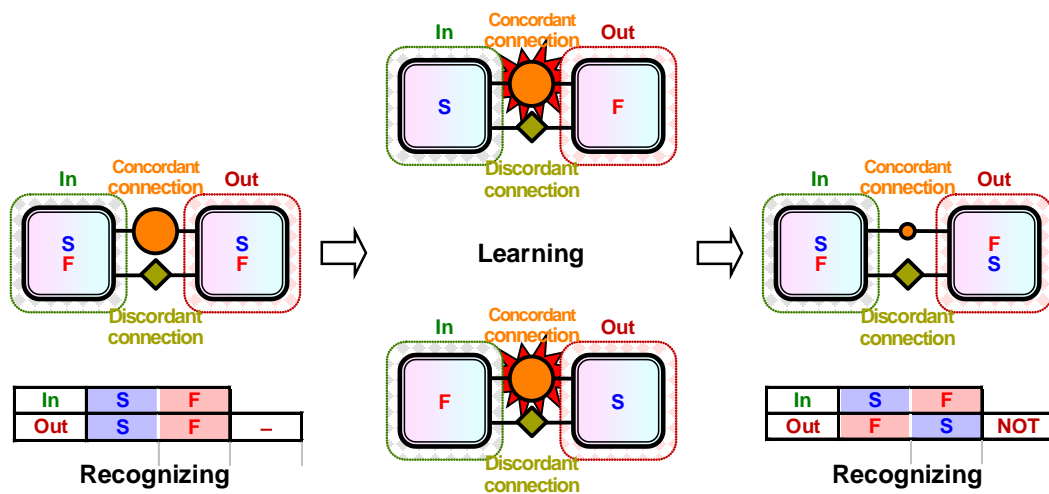 In
Concordant
connection
Out
S
F
Discordant
connection
In
Concordant
connection
Out
S
F
S
F
Discordant
connection
In S F
Out S F –
Recognizing
Learning
In
Concordant
connection
Out
F
S
Discordant
connection
In
Concordant
connection
Out
S
F
F
S
Discordant
connection
In S F
Out F S NOT
Recognizing